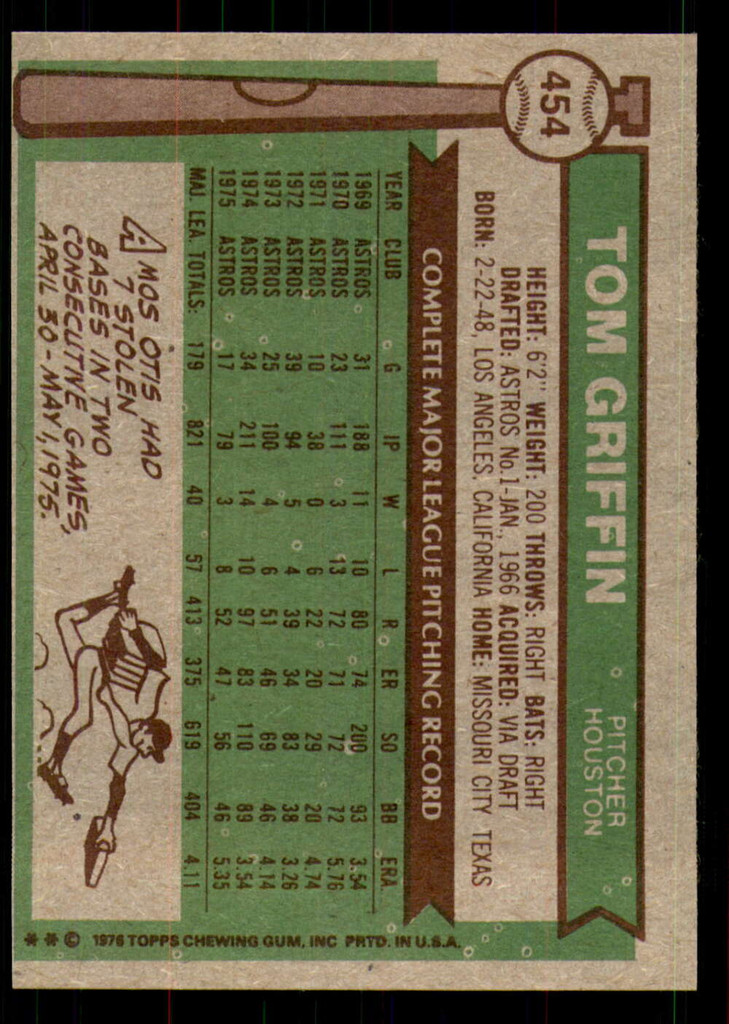 454
T
TOM GRIFFIN
PITCHER
HOUSTON
HEIGHT: 6'2" WEIGHT: 200 THROWS: RIGHT BATS: RIGHT
DRAFTED: ASTROS No.1-JAN., 1966 ACQUIRED: VIA DRAFT
BORN: 2-22-48, LOS ANGELES, CALIFORNIA HOME: MISSOURI CITY, TEXAS
COMPLETE MAJOR LEAGUE PITCHING RECORD
YEAR CLUB G IP W L R ER SO BB ERA
1969 ASTROS 31 188 11 10 80 74 200 93 3.54
1970 ASTROS 23 111 3 13 72 71 72 72 5.76
1971 ASTROS 10 38 0 6 22 20 29 20 4.74
1972 ASTROS 39 94 5 4 39 34 83 38 3.26
1973 ASTROS 25 100 4 6 51 46 69 46 4.14
1974 ASTROS 34 211 14 10 97 83 110 89 3.54
1975 ASTROS 17 79 3 8 52 47 56 46 5.35
MAJ. LEA. TOTALS: 179 821 40 57 413 375 619 404 4.11
AMOS OTIS HAD
7 STOLEN
BASES IN TWO
CONSECUTIVE GAMES,
APRIL 30-MAY 1, 1975.
* * © 1976 TOPPS CHEWING GUM, INC PRTD. IN U.S.A.